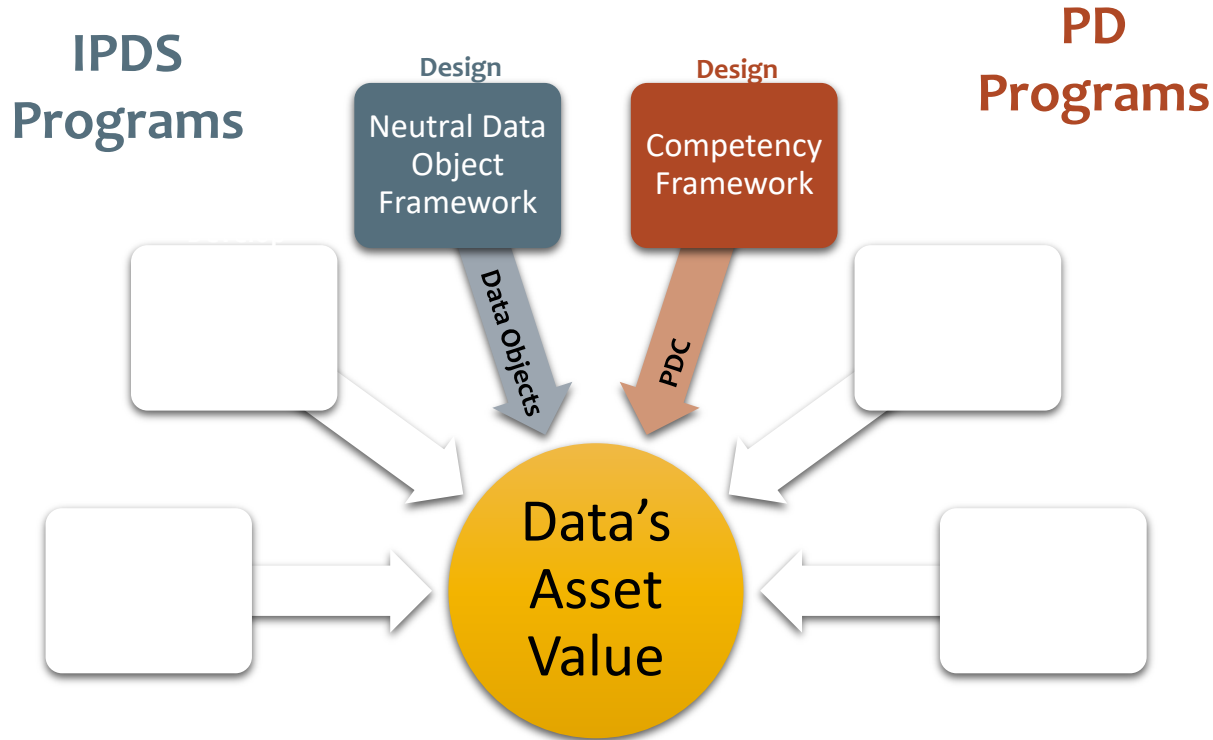 IPDS
Programs
PD
Programs
Design
Neutral Data
Object
Framework
Design
Competency
Framework
Data Objects
PDC
Data's
Asset
Value